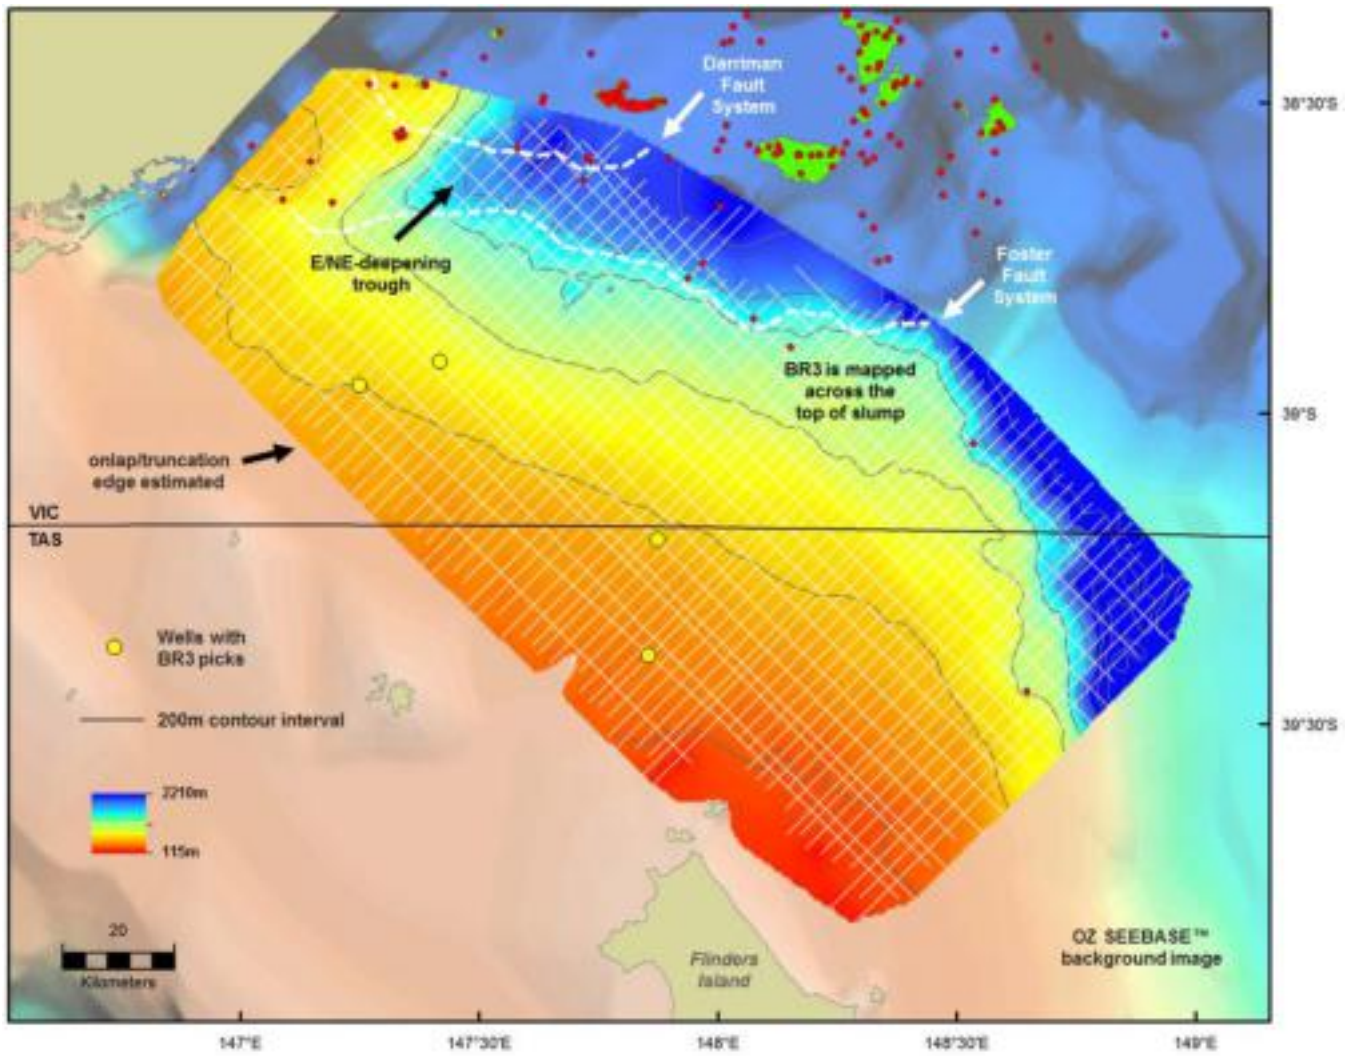 Darriman
Fault
System
38°30'S
E/NE-deepening
trough
Foster
Fault
System
BR3 is mapped
across the
top of slump
39°S
onlap/truncation
edge estimated
VIC
TAS
Wells with
BR3 picks
200m contour interval
39°30'S
2210m
115m
20
Kilometers
Flinders
Island
OZ SEEBASE™
background image
147°E
147°30'E
148°E
148°30'E
149°E